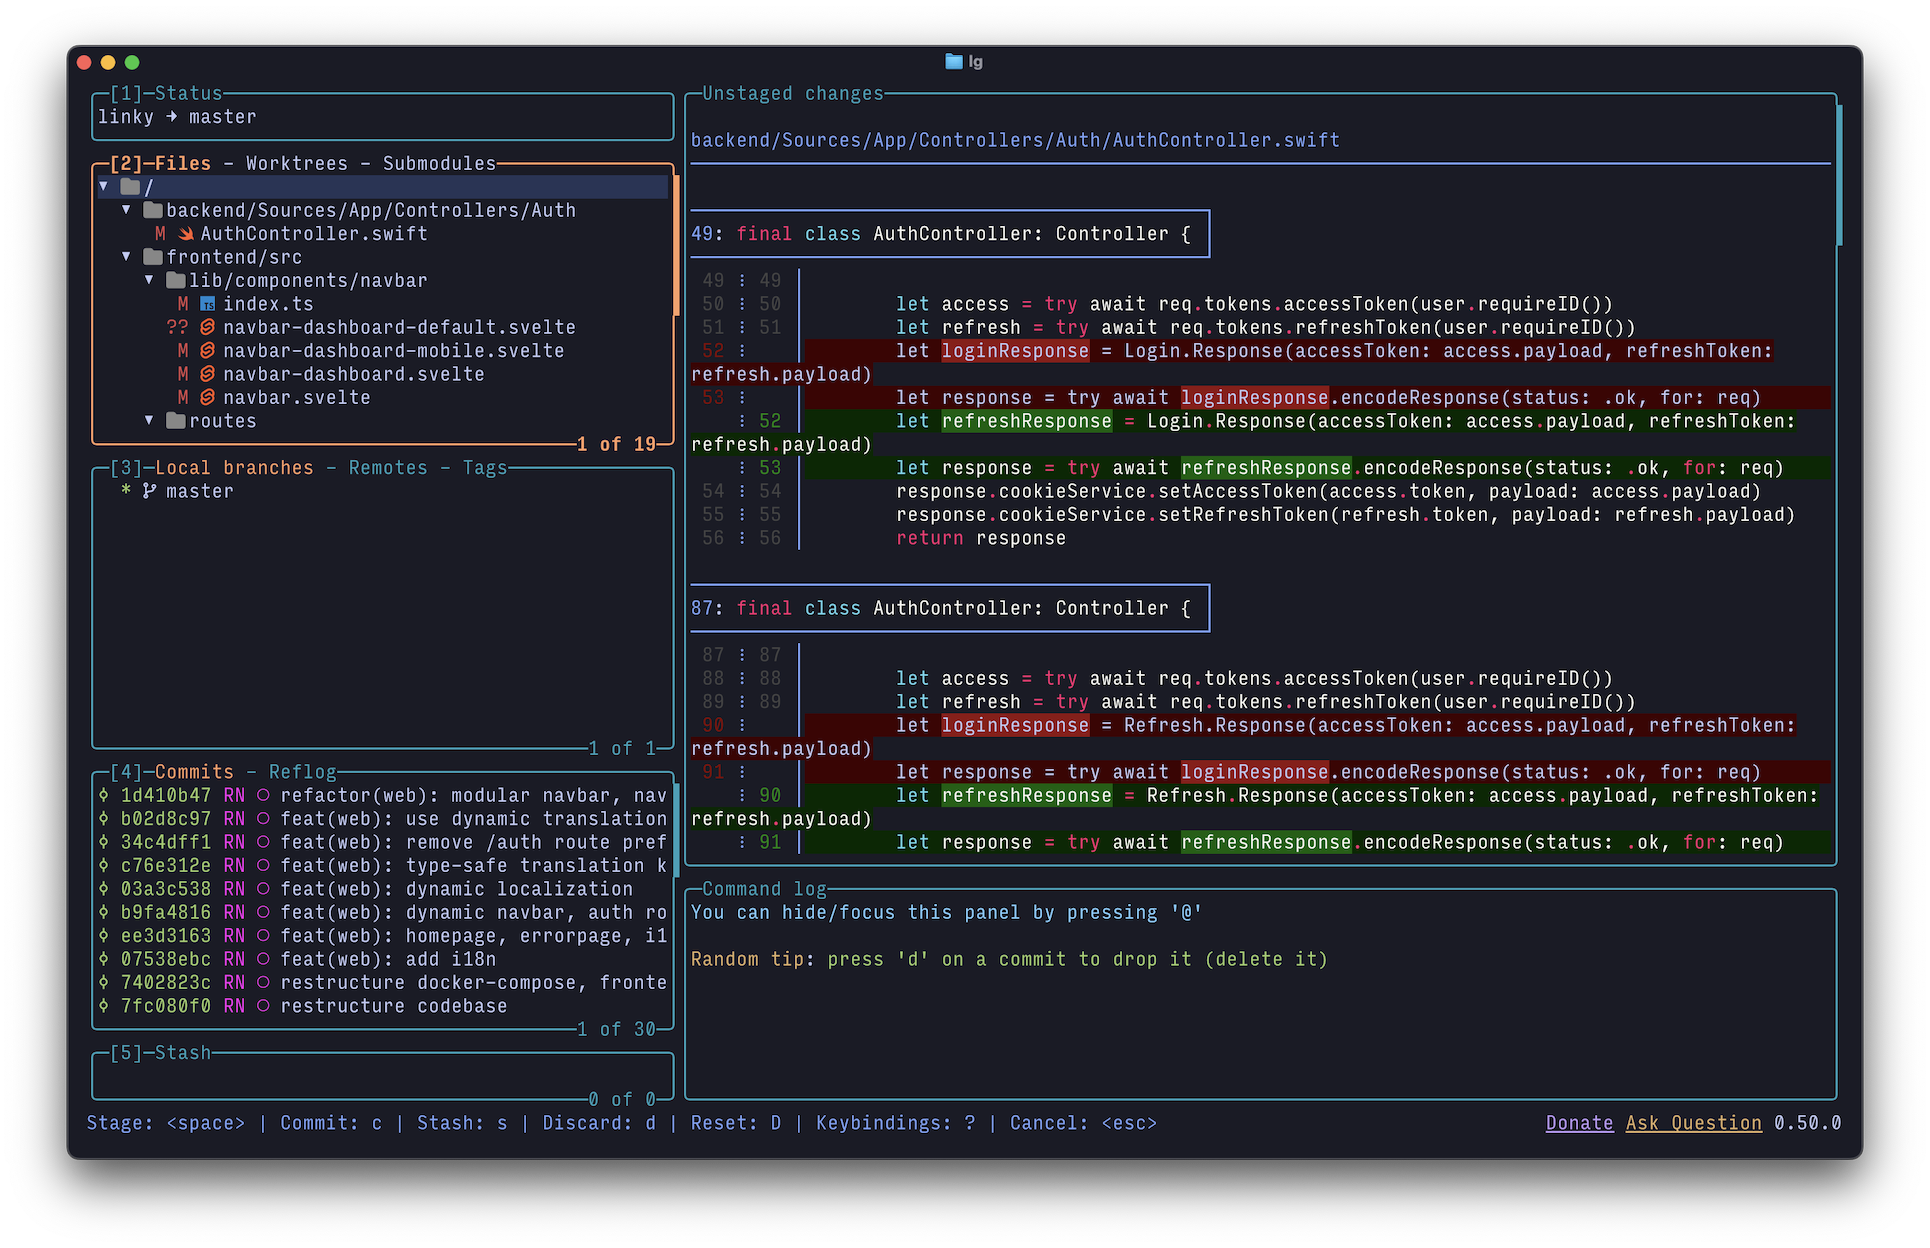 lg
[1]─Status
linky → master
[2]─Files - Worktrees - Submodules
▼ /
▼ backend/Sources/App/Controllers/Auth
M AuthController.swift
▼ frontend/src
▼ lib/components/navbar
M TS index.ts
?? navbar-dashboard-default.svelte
M navbar-dashboard-mobile.svelte
M navbar-dashboard.svelte
M navbar.svelte
▼ routes
1 of 19
[3]─Local branches - Remotes - Tags
* master
1 of 1
[4]─Commits - Reflog
1d410b47 RN ○ refactor(web): modular navbar, nav
b02d8c97 RN ○ feat(web): use dynamic translation
34c4dff1 RN ○ feat(web): remove /auth route pref
c76e312e RN ○ feat(web): type-safe translation k
03a3c538 RN ○ feat(web): dynamic localization
b9fa4816 RN ○ feat(web): dynamic navbar, auth ro
ee3d3163 RN ○ feat(web): homepage, errorpage, i1
07538ebc RN ○ feat(web): add i18n
7402823c RN ○ restructure docker-compose, fronte
7fc080f0 RN ○ restructure codebase
1 of 30
[5]─Stash
0 of 0
Unstaged changes
backend/Sources/App/Controllers/Auth/AuthController.swift
49: final class AuthController: Controller {
49 ⋮ 49
50 ⋮ 50 let access = try await req.tokens.accessToken(user.requireID())
51 ⋮ 51 let refresh = try await req.tokens.refreshToken(user.requireID())
52 ⋮ let loginResponse = Login.Response(accessToken: access.payload, refreshToken:
refresh.payload)
53 ⋮ let response = try await loginResponse.encodeResponse(status: .ok, for: req)
⋮ 52 let refreshResponse = Login.Response(accessToken: access.payload, refreshToken:
refresh.payload)
⋮ 53 let response = try await refreshResponse.encodeResponse(status: .ok, for: req)
54 ⋮ 54 response.cookieService.setAccessToken(access.token, payload: access.payload)
55 ⋮ 55 response.cookieService.setRefreshToken(refresh.token, payload: refresh.payload)
56 ⋮ 56 return response
87: final class AuthController: Controller {
87 ⋮ 87
88 ⋮ 88 let access = try await req.tokens.accessToken(user.requireID())
89 ⋮ 89 let refresh = try await req.tokens.refreshToken(user.requireID())
90 ⋮ let loginResponse = Refresh.Response(accessToken: access.payload, refreshToken:
refresh.payload)
91 ⋮ let response = try await loginResponse.encodeResponse(status: .ok, for: req)
⋮ 90 let refreshResponse = Refresh.Response(accessToken: access.payload, refreshToken:
refresh.payload)
⋮ 91 let response = try await refreshResponse.encodeResponse(status: .ok, for: req)
Command log
You can hide/focus this panel by pressing '@'
Random tip: press 'd' on a commit to drop it (delete it)
Stage: <space> | Commit: c | Stash: s | Discard: d | Reset: D | Keybindings: ? | Cancel: <esc>
Donate Ask Question 0.50.0